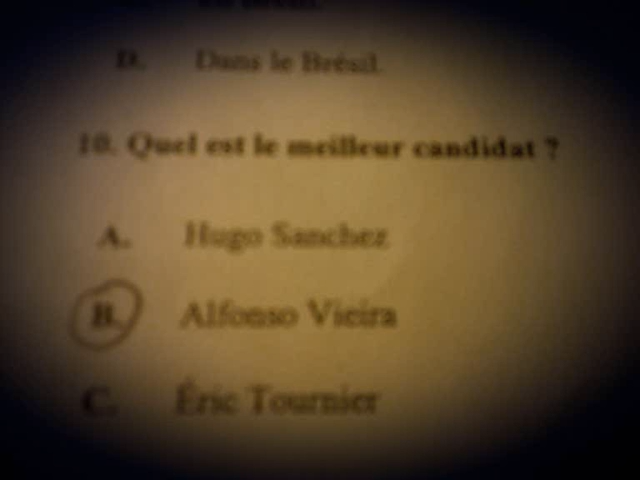 D. Dans le Brésil.
10. Quel est le meilleur candidat ?
A. Hugo Sanchez
B. Alfonso Vieira
C. Éric Tournier